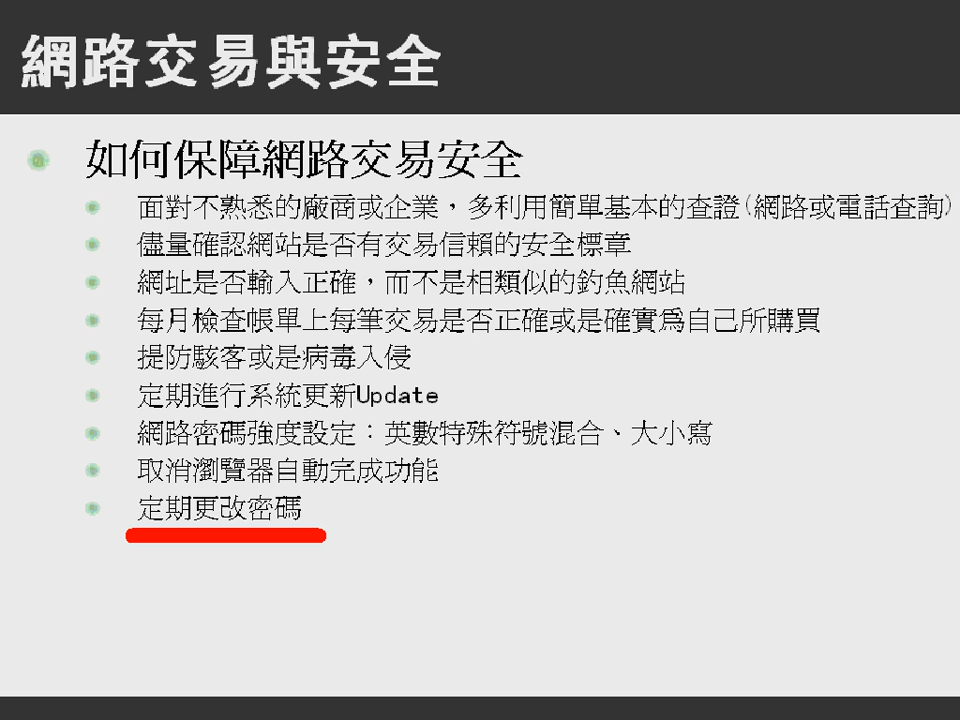 網路交易與安全
如何保障網路交易安全
面對不熟悉的廠商或企業，多利用簡單基本的查證(網路或電話查詢)
儘量確認網站是否有交易信賴的安全標章
網址是否輸入正確，而不是相類似的釣魚網站
每月檢查帳單上每筆交易是否正確或是確實為自己所購買
提防駭客或是病毒入侵
定期進行系統更新Update
網路密碼強度設定：英數特殊符號混合、大小寫
取消瀏覽器自動完成功能
定期更改密碼